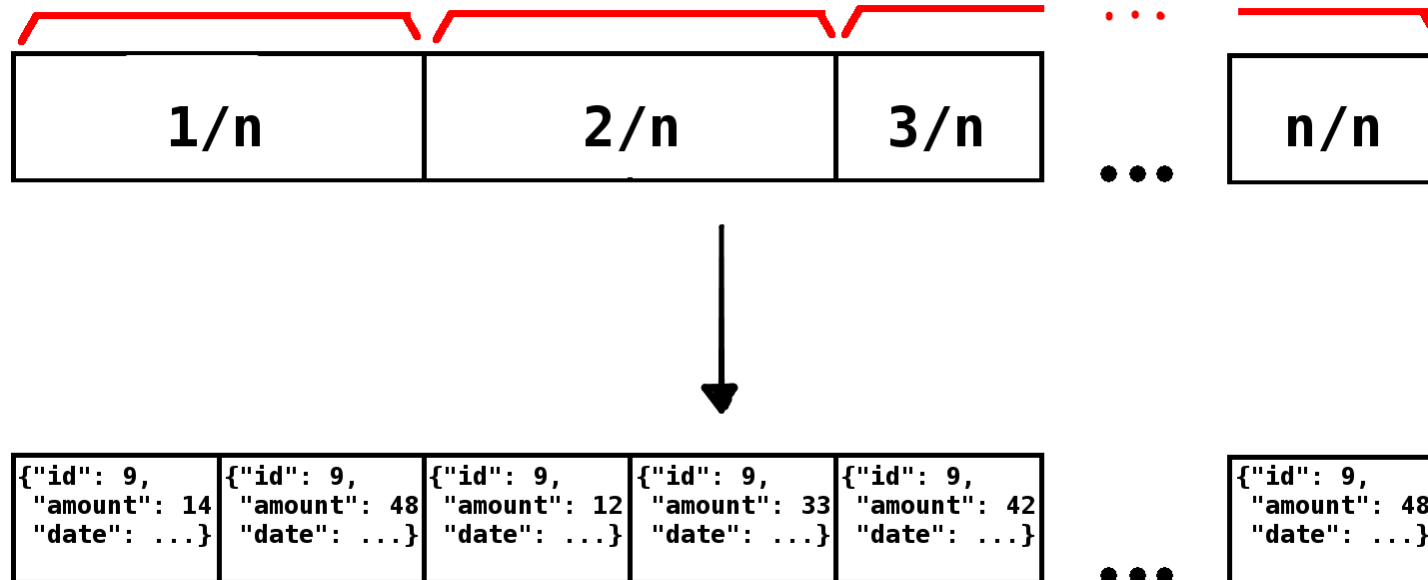 1/n 2/n 3/n ... n/n
{"id": 9, {"id": 9, {"id": 9, {"id": 9, {"id": 9, {"id": 9,
"amount": 14 "amount": 48 "amount": 12 "amount": 33 "amount": 42 "amount": 48
"date": ...} "date": ...} "date": ...} "date": ...} "date": ...} ... "date": ...}